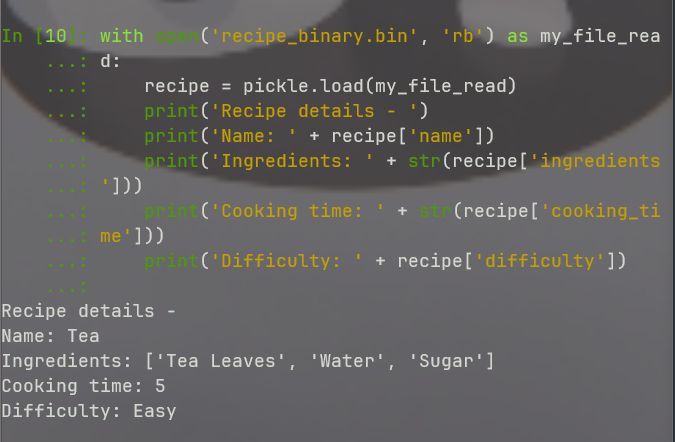 In [10]: with open('recipe_binary.bin', 'rb') as my_file_rea
    ...: d:
    ...:     recipe = pickle.load(my_file_read)
    ...:     print('Recipe details - ')
    ...:     print('Name: ' + recipe['name'])
    ...:     print('Ingredients: ' + str(recipe['ingredients
    ...: ']))
    ...:     print('Cooking time: ' + str(recipe['cooking_ti
    ...: me']))
    ...:     print('Difficulty: ' + recipe['difficulty'])
    ...:
Recipe details -
Name: Tea
Ingredients: ['Tea Leaves', 'Water', 'Sugar']
Cooking time: 5
Difficulty: Easy